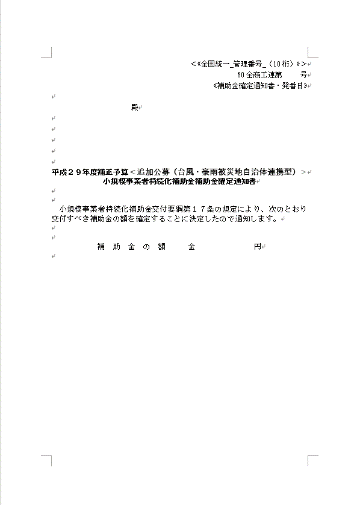 ＜≪全国統一_管理番号_（10桁）≫＞
30全商工連第　　号
≪補助金確定通知書・発番日≫
殿
平成２９年度補正予算＜追加公募（台風・豪雨被災地自治体連携型）＞
小規模事業者持続化補助金補助金確定通知書
小規模事業者持続化補助金交付要綱第１７条の規定により、次のとおり
交付すべき補助金の額を確定することに決定したので通知します。
補　助　金　の　額　　　金　　　　　　　円